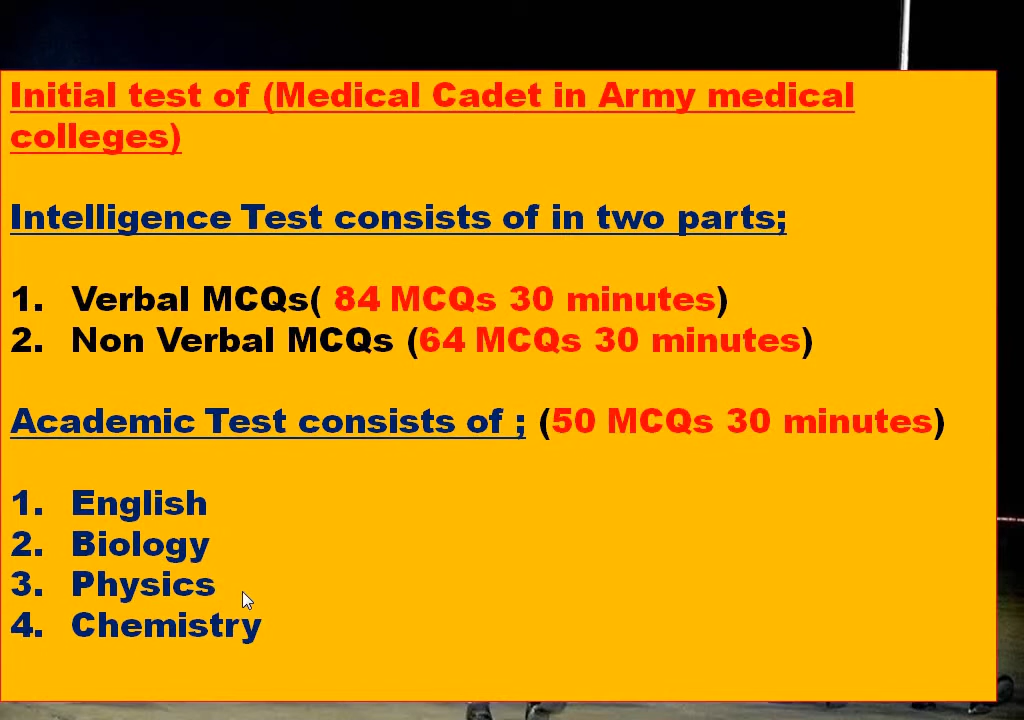 Initial test of (Medical Cadet in Army medical
colleges)
Intelligence Test consists of in two parts;
1. Verbal MCQs( 84 MCQs 30 minutes)
2. Non Verbal MCQs (64 MCQs 30 minutes)
Academic Test consists of ; (50 MCQs 30 minutes)
1. English
2. Biology
3. Physics
4. Chemistry